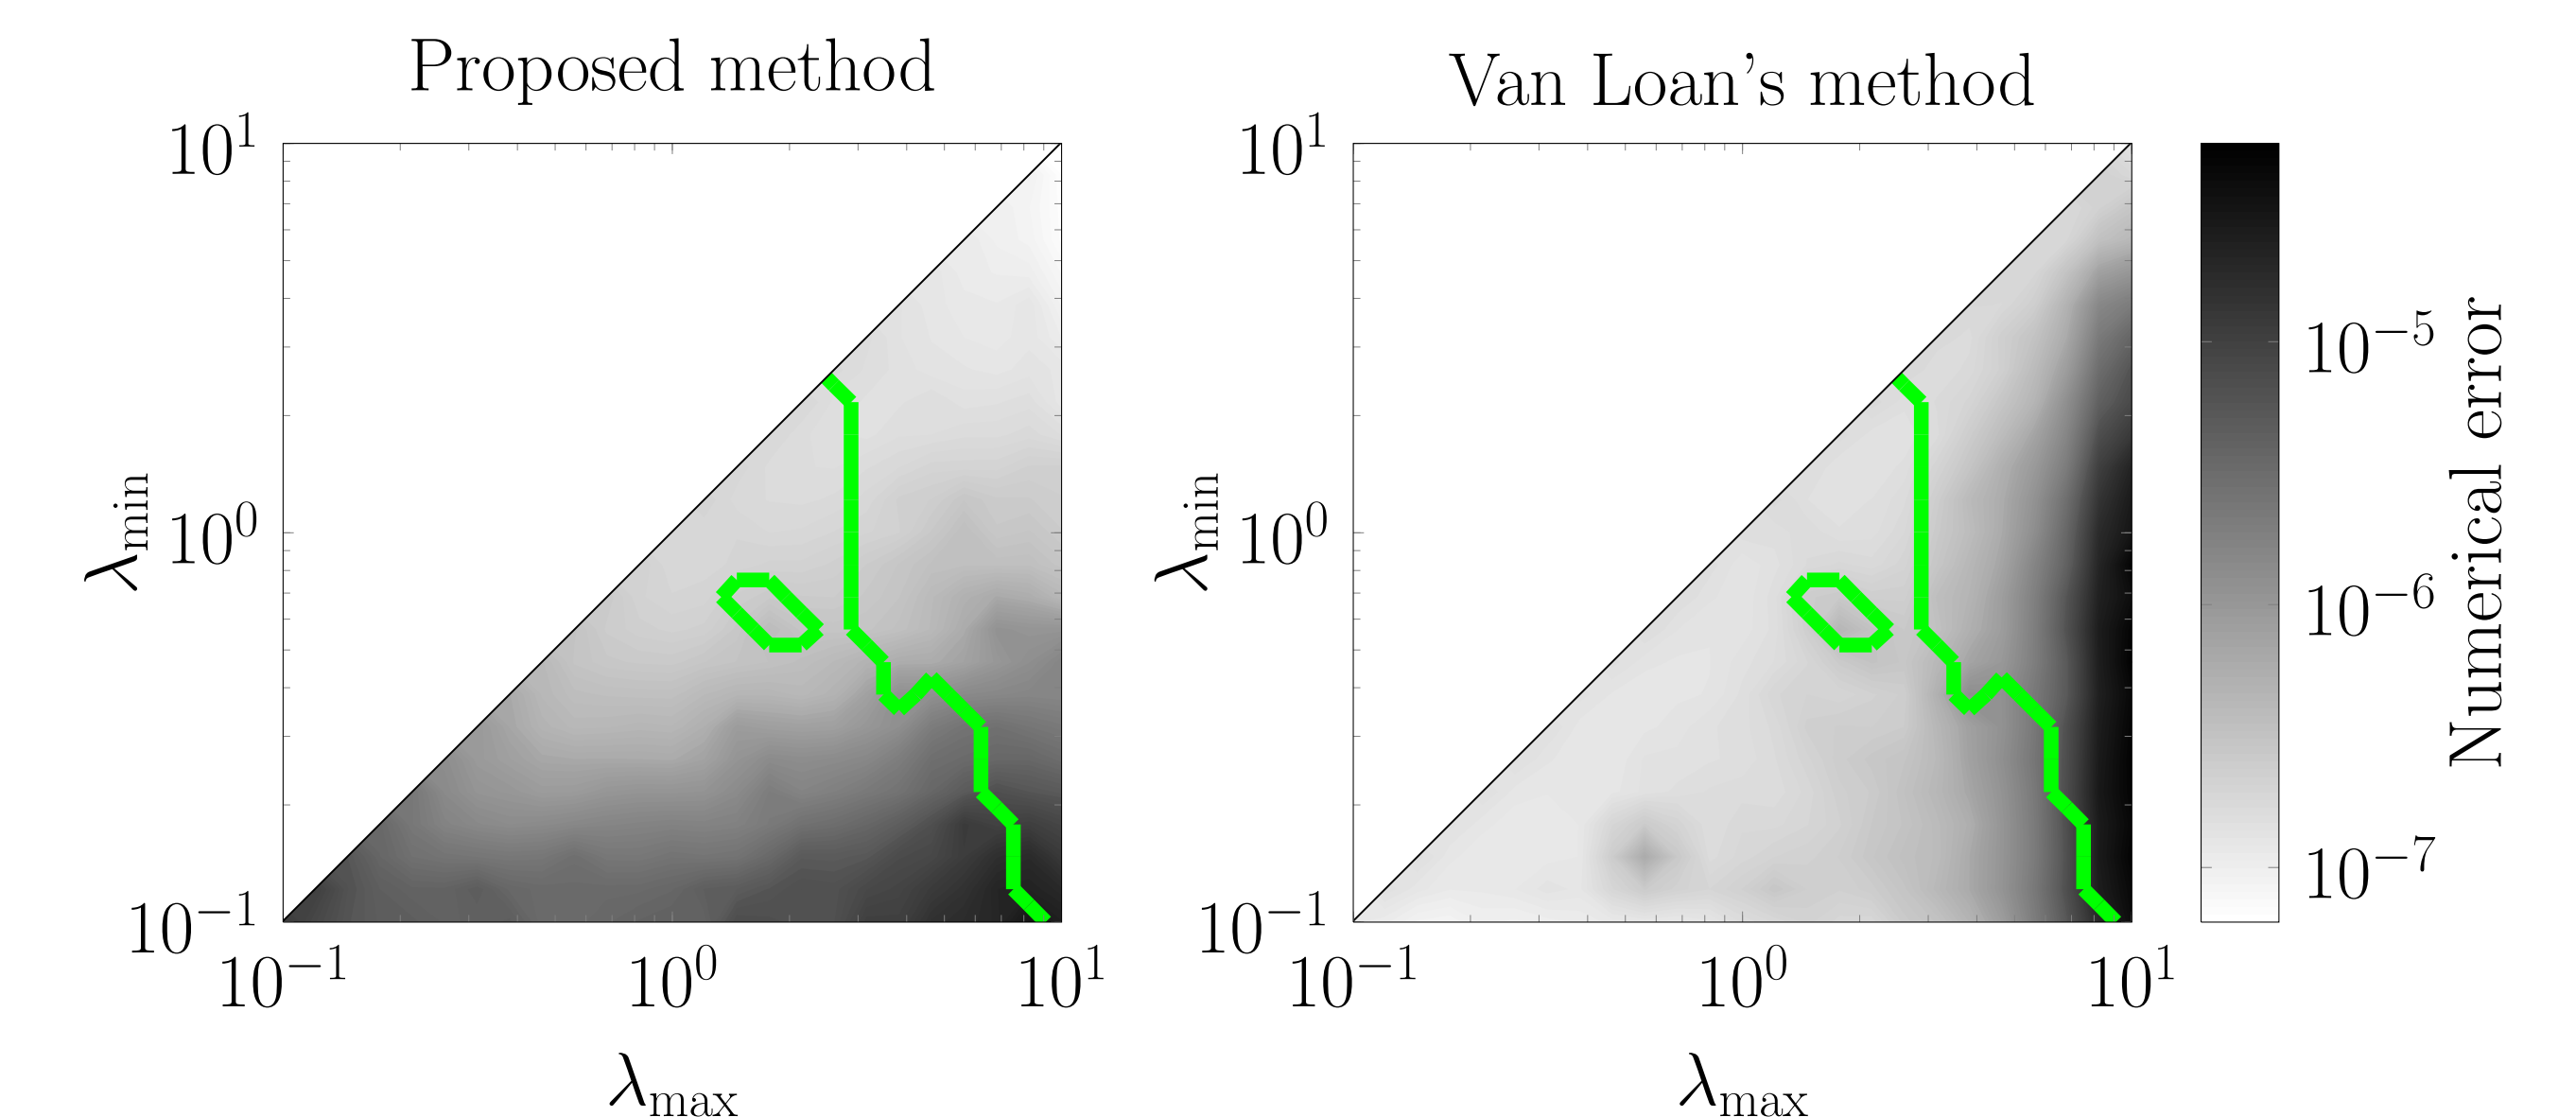 Proposed method
Van Loan's method
10^1
10^0
10^−1
λ_min
10^−1
10^0
10^1
λ_max
10^1
10^0
10^−1
λ_min
10^−1
10^0
10^1
λ_max
10^−5
10^−6
10^−7
Numerical error